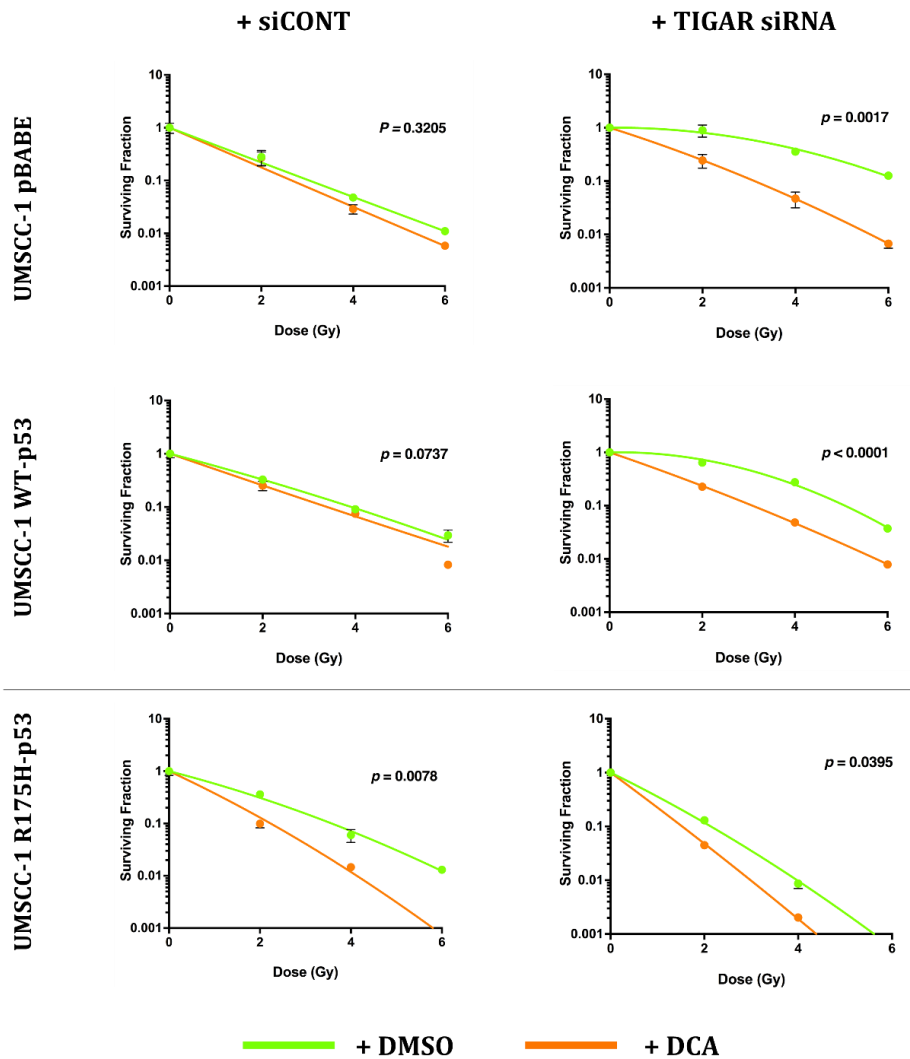 + siCONT
+ TIGAR siRNA
UMSCC-1 pBABE
Surviving Fraction
10
1
0.1
0.01
0.001
P = 0.3205
0
2
4
6
Dose (Gy)
Surviving Fraction
10
1
0.1
0.01
0.001
p = 0.0017
0
2
4
6
Dose (Gy)
UMSCC-1 WT-p53
Surviving Fraction
10
1
0.1
0.01
0.001
p = 0.0737
0
2
4
6
Dose (Gy)
Surviving Fraction
10
1
0.1
0.01
0.001
p < 0.0001
0
2
4
6
Dose (Gy)
UMSCC-1 R175H-p53
Surviving Fraction
10
1
0.1
0.01
0.001
p = 0.0078
0
2
4
6
Dose (Gy)
Surviving Fraction
10
1
0.1
0.01
0.001
p = 0.0395
0
2
4
6
Dose (Gy)
+ DMSO
+ DCA